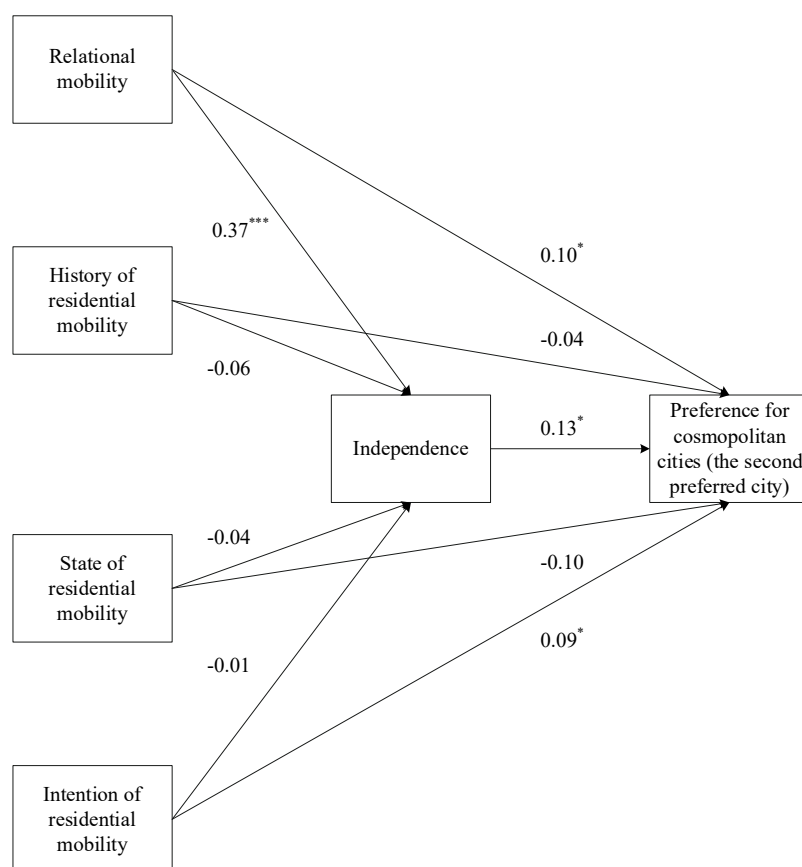 Relational
mobility
0.37***
0.10*
History of
residential
mobility
-0.04
-0.06
Independence
0.13*
Preference for
cosmopolitan
cities (the second
preferred city)
-0.04
State of
residential
mobility
-0.10
0.09*
-0.01
Intention of
residential
mobility